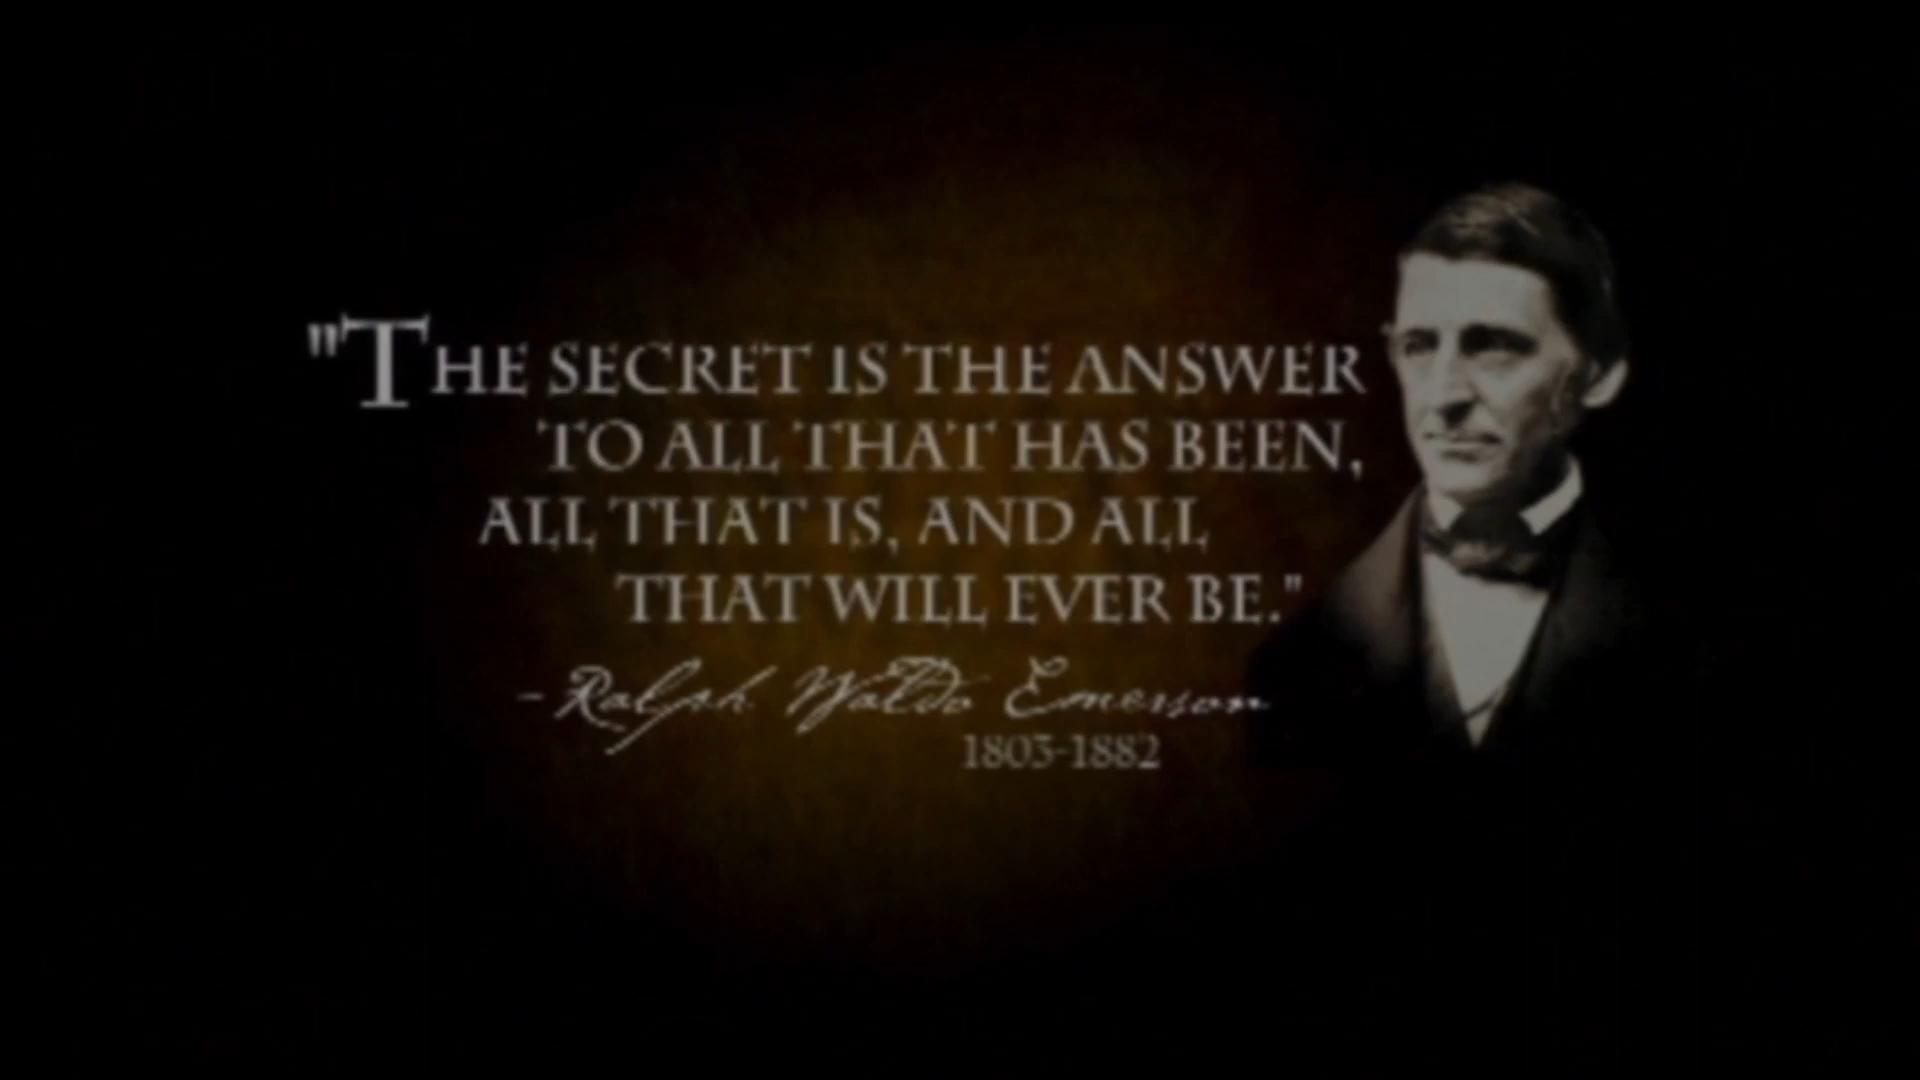 "The secret is the answer
to all that has been,
all that is, and all
that will ever be."
- Ralph Waldo Emerson
1803-1882